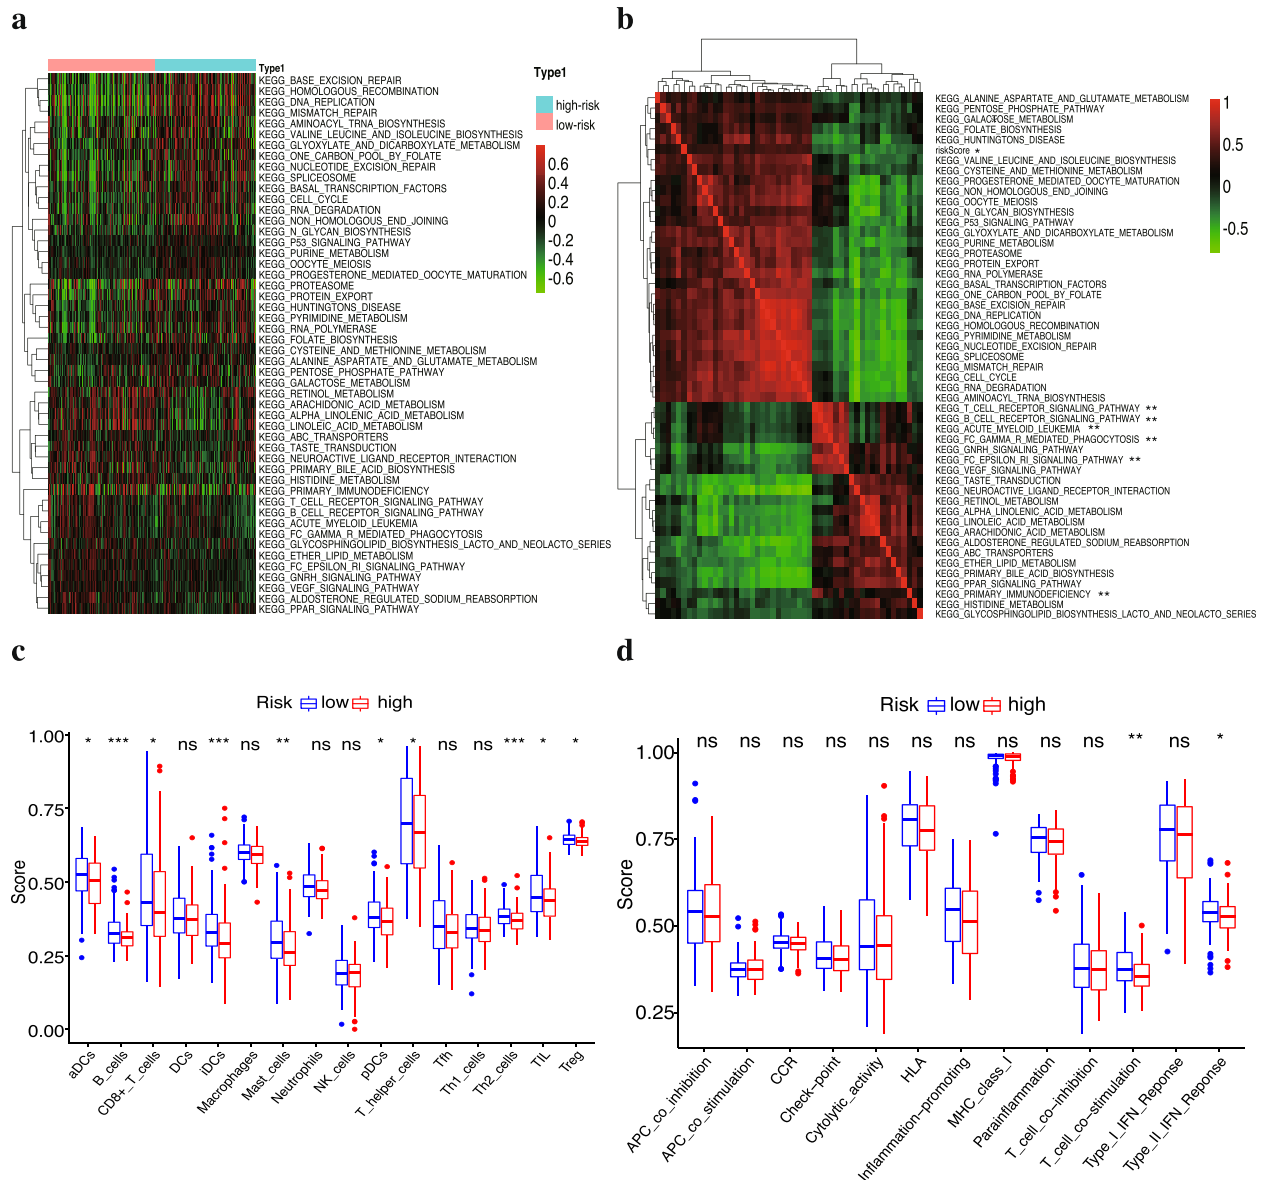 a
Type1
KEGG_BASE_EXCISION_REPAIR
KEGG_HOMOLOGOUS_RECOMBINATION
KEGG_DNA_REPLICATION
KEGG_MISMATCH_REPAIR
KEGG_AMINOACYL_TRNA_BIOSYNTHESIS
KEGG_VALINE_LEUCINE_AND_ISOLEUCINE_BIOSYNTHESIS
KEGG_GLYOXYLATE_AND_DICARBOXYLATE_METABOLISM
KEGG_ONE_CARBON_POOL_BY_FOLATE
KEGG_NUCLEOTIDE_EXCISION_REPAIR
KEGG_SPLICEOSOME
KEGG_BASAL_TRANSCRIPTION_FACTORS
KEGG_CELL_CYCLE
KEGG_RNA_DEGRADATION
KEGG_NON_HOMOLOGOUS_END_JOINING
KEGG_N_GLYCAN_BIOSYNTHESIS
KEGG_P53_SIGNALING_PATHWAY
KEGG_PURINE_METABOLISM
KEGG_OOCYTE_MEIOSIS
KEGG_PROGESTERONE_MEDIATED_OOCYTE_MATURATION
KEGG_PROTEASOME
KEGG_PROTEIN_EXPORT
KEGG_HUNTINGTONS_DISEASE
KEGG_PYRIMIDINE_METABOLISM
KEGG_RNA_POLYMERASE
KEGG_FOLATE_BIOSYNTHESIS
KEGG_CYSTEINE_AND_METHIONINE_METABOLISM
KEGG_ALANINE_ASPARTATE_AND_GLUTAMATE_METABOLISM
KEGG_PENTOSE_PHOSPHATE_PATHWAY
KEGG_GALACTOSE_METABOLISM
KEGG_RETINOL_METABOLISM
KEGG_ARACHIDONIC_ACID_METABOLISM
KEGG_ALPHA_LINOLENIC_ACID_METABOLISM
KEGG_LINOLEIC_ACID_METABOLISM
KEGG_ABC_TRANSPORTERS
KEGG_TASTE_TRANSDUCTION
KEGG_NEUROACTIVE_LIGAND_RECEPTOR_INTERACTION
KEGG_PRIMARY_BILE_ACID_BIOSYNTHESIS
KEGG_HISTIDINE_METABOLISM
KEGG_PRIMARY_IMMUNODEFICIENCY
KEGG_T_CELL_RECEPTOR_SIGNALING_PATHWAY
KEGG_B_CELL_RECEPTOR_SIGNALING_PATHWAY
KEGG_ACUTE_MYELOID_LEUKEMIA
KEGG_FC_GAMMA_R_MEDIATED_PHAGOCYTOSIS
KEGG_GLYCOSPHINGOLIPID_BIOSYNTHESIS_LACTO_AND_NEOLACTO_SERIES
KEGG_ETHER_LIPID_METABOLISM
KEGG_FC_EPSILON_RI_SIGNALING_PATHWAY
KEGG_GNRH_SIGNALING_PATHWAY
KEGG_VEGF_SIGNALING_PATHWAY
KEGG_ALDOSTERONE_REGULATED_SODIUM_REABSORPTION
KEGG_PPAR_SIGNALING_PATHWAY
Type1
high-risk
low-risk
0.6
0.4
0.2
0
-0.2
-0.4
-0.6
b
KEGG_ALANINE_ASPARTATE_AND_GLUTAMATE_METABOLISM
KEGG_PENTOSE_PHOSPHATE_PATHWAY
KEGG_GALACTOSE_METABOLISM
KEGG_FOLATE_BIOSYNTHESIS
KEGG_HUNTINGTONS_DISEASE
riskScore *
KEGG_VALINE_LEUCINE_AND_ISOLEUCINE_BIOSYNTHESIS
KEGG_CYSTEINE_AND_METHIONINE_METABOLISM
KEGG_PROGESTERONE_MEDIATED_OOCYTE_MATURATION
KEGG_NON_HOMOLOGOUS_END_JOINING
KEGG_OOCYTE_MEIOSIS
KEGG_N_GLYCAN_BIOSYNTHESIS
KEGG_P53_SIGNALING_PATHWAY
KEGG_GLYOXYLATE_AND_DICARBOXYLATE_METABOLISM
KEGG_PURINE_METABOLISM
KEGG_PROTEASOME
KEGG_PROTEIN_EXPORT
KEGG_RNA_POLYMERASE
KEGG_BASAL_TRANSCRIPTION_FACTORS
KEGG_ONE_CARBON_POOL_BY_FOLATE
KEGG_BASE_EXCISION_REPAIR
KEGG_DNA_REPLICATION
KEGG_HOMOLOGOUS_RECOMBINATION
KEGG_PYRIMIDINE_METABOLISM
KEGG_NUCLEOTIDE_EXCISION_REPAIR
KEGG_SPLICEOSOME
KEGG_MISMATCH_REPAIR
KEGG_CELL_CYCLE
KEGG_RNA_DEGRADATION
KEGG_AMINOACYL_TRNA_BIOSYNTHESIS
KEGG_T_CELL_RECEPTOR_SIGNALING_PATHWAY **
KEGG_B_CELL_RECEPTOR_SIGNALING_PATHWAY **
KEGG_ACUTE_MYELOID_LEUKEMIA **
KEGG_FC_GAMMA_R_MEDIATED_PHAGOCYTOSIS **
KEGG_GNRH_SIGNALING_PATHWAY
KEGG_FC_EPSILON_RI_SIGNALING_PATHWAY **
KEGG_VEGF_SIGNALING_PATHWAY
KEGG_TASTE_TRANSDUCTION
KEGG_NEUROACTIVE_LIGAND_RECEPTOR_INTERACTION
KEGG_RETINOL_METABOLISM
KEGG_ALPHA_LINOLENIC_ACID_METABOLISM
KEGG_LINOLEIC_ACID_METABOLISM
KEGG_ARACHIDONIC_ACID_METABOLISM
KEGG_ALDOSTERONE_REGULATED_SODIUM_REABSORPTION
KEGG_ABC_TRANSPORTERS
KEGG_ETHER_LIPID_METABOLISM
KEGG_PRIMARY_BILE_ACID_BIOSYNTHESIS
KEGG_PPAR_SIGNALING_PATHWAY
KEGG_PRIMARY_IMMUNODEFICIENCY **
KEGG_HISTIDINE_METABOLISM
KEGG_GLYCOSPHINGOLIPID_BIOSYNTHESIS_LACTO_AND_NEOLACTO_SERIES
1
0.5
0
-0.5
c
Risk low high
* *** * ns *** ns ** ns ns * * ns ns *** * *
1.00
0.75
0.50
0.25
0.00
Score
aDCs
B_cells
CD8+_T_cells
DCs
iDCs
Macrophages
Mast_cells
Neutrophils
NK_cells
pDCs
T_helper_cells
Tfh
Th1_cells
Th2_cells
TIL
Treg
d
Risk low high
ns ns ns ns ns ns ns ns ns ns ** ns *
1.00
0.75
0.50
0.25
Score
APC_co_inhibition
APC_co_stimulation
CCR
Check-point
Cytolytic_activity
HLA
Inflammation-promoting
MHC_class_I
Parainflammation
T_cell_co-inhibition
T_cell_co-stimulation
Type_I_IFN_Reponse
Type_II_IFN_Reponse